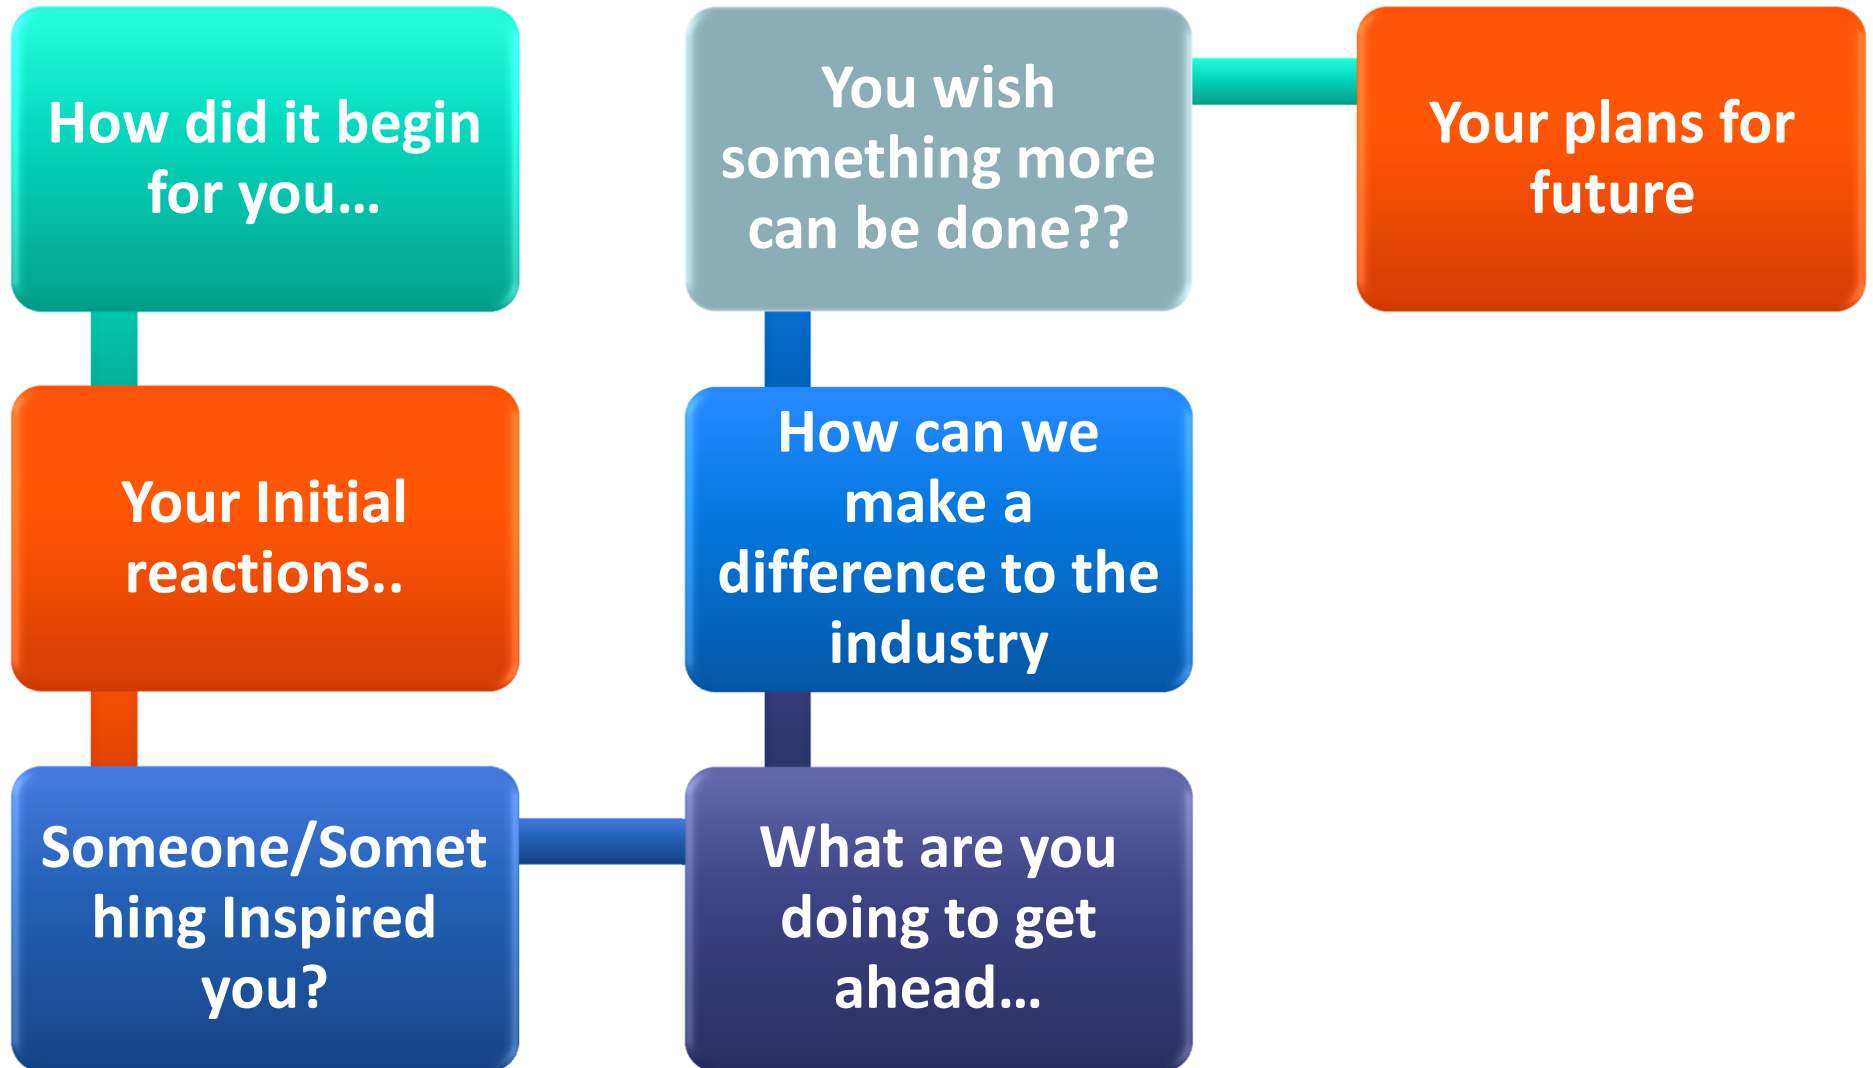 How did it begin
for you...
Your Initial
reactions..
Someone/Somet
hing Inspired
you?
What are you
doing to get
ahead...
How can we
make a
difference to the
industry
You wish
something more
can be done??
Your plans for
future